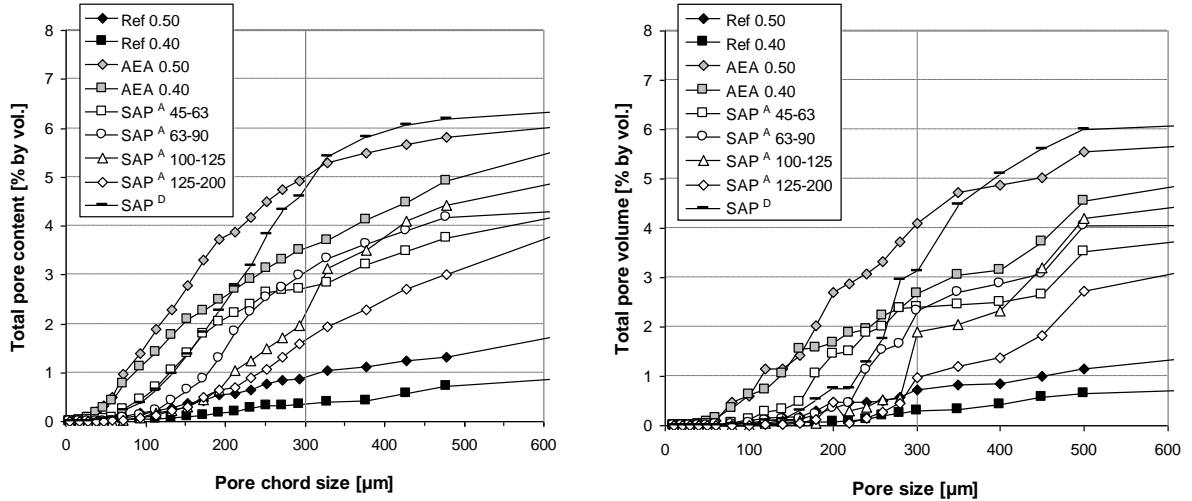 Total pore content [% by vol.]
8
7
6
5
4
3
2
1
0
Ref 0.50
Ref 0.40
AEA 0.50
AEA 0.40
SAP A 45-63
SAP A 63-90
SAP A 100-125
SAP A 125-200
SAP D
0 100 200 300 400 500 600
Pore chord size [µm]
Total pore volume [% by vol.]
8
7
6
5
4
3
2
1
0
Ref 0.50
Ref 0.40
AEA 0.50
AEA 0.40
SAP A 45-63
SAP A 63-90
SAP A 100-125
SAP A 125-200
SAP D
0 100 200 300 400 500 600
Pore size [µm]